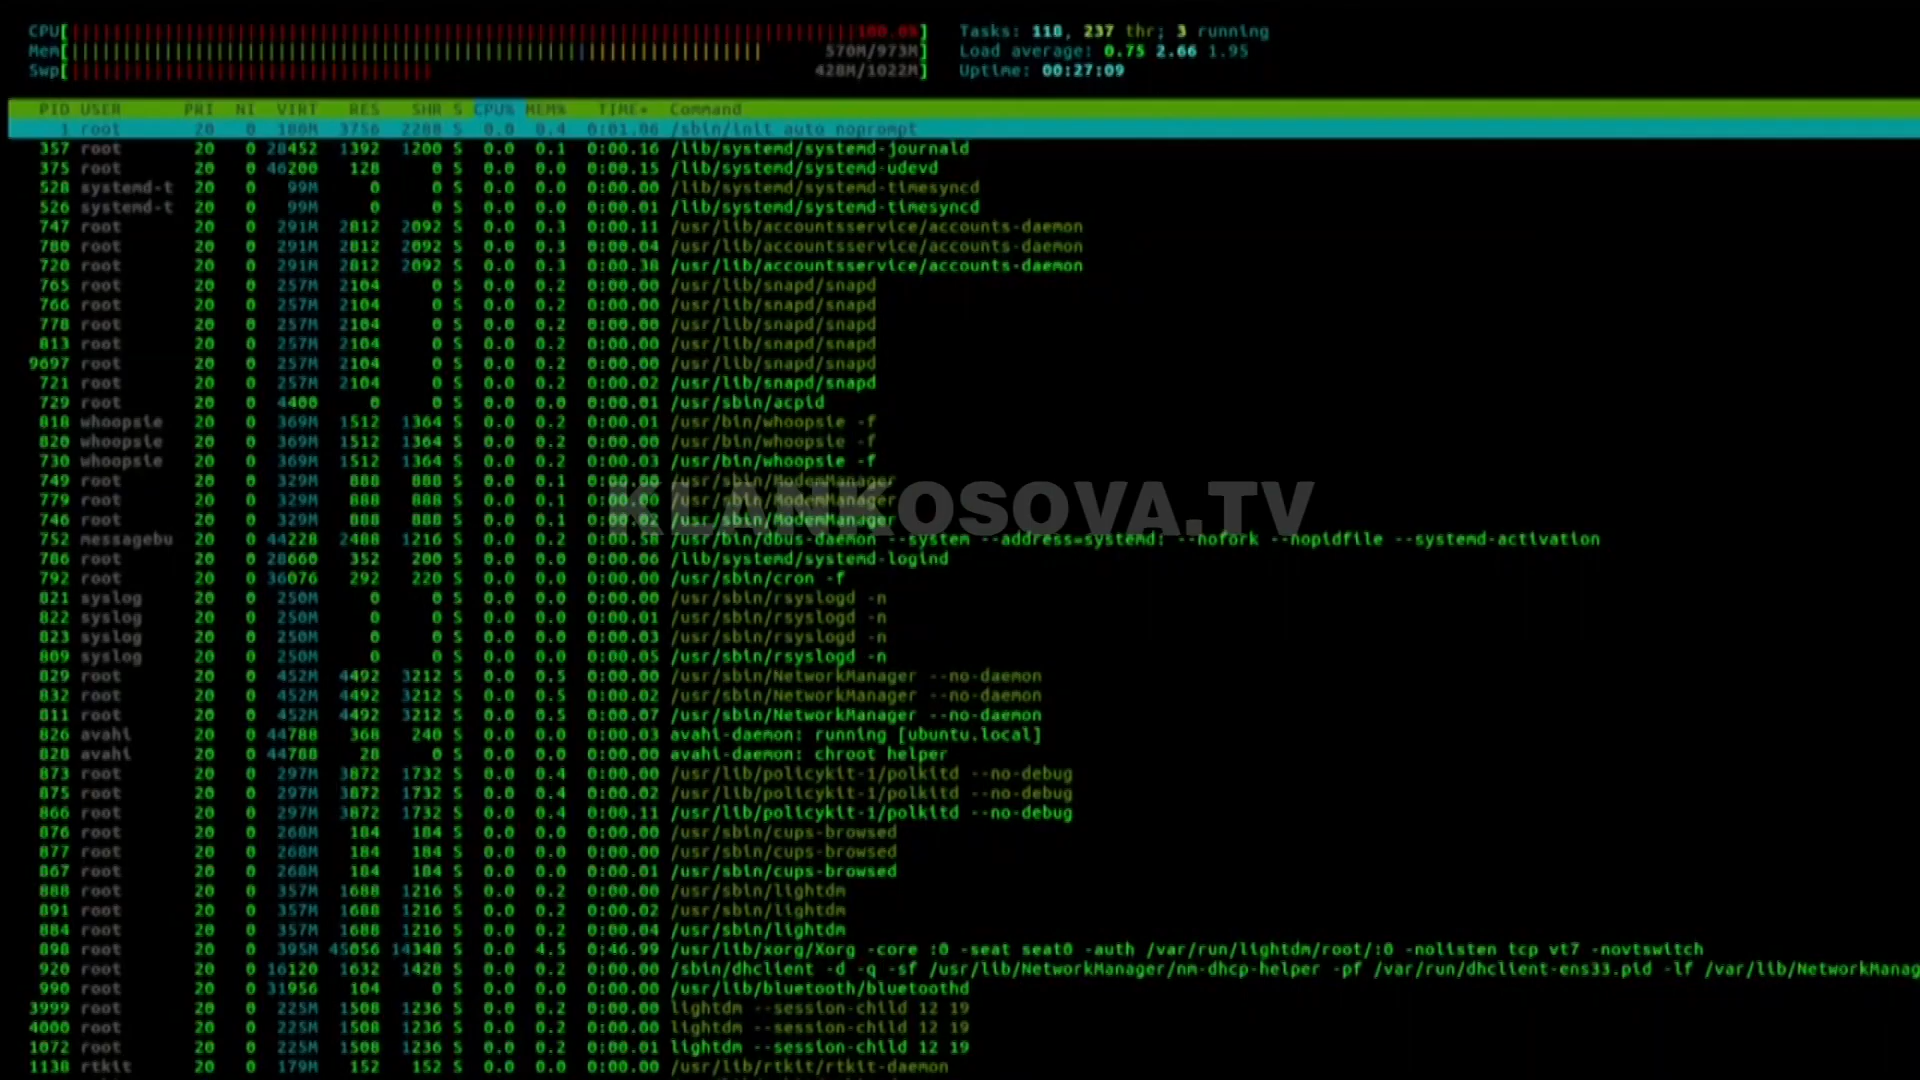 CPU[100.0%] Tasks: 118, 237 thr; 3 running
Mem[570M/973M] Load average: 0.75 2.66 1.95
Swp[428M/1022M] Uptime: 00:27:09
PID USER PRI NI VIRT RES SHR S CPU% MEM% TIME+ Command
1 root 20 0 180M 3756 2288 S 0.0 0.4 0:01.06 /sbin/init auto noprompt
357 root 20 0 28452 1392 1200 S 0.0 0.1 0:00.16 /lib/systemd/systemd-journald
375 root 20 0 46200 128 0 S 0.0 0.0 0:00.15 /lib/systemd/systemd-udevd
528 systemd-t 20 0 99M 0 0 S 0.0 0.0 0:00.00 /lib/systemd/systemd-timesyncd
526 systemd-t 20 0 99M 0 0 S 0.0 0.0 0:00.01 /lib/systemd/systemd-timesyncd
747 root 20 0 291M 2812 2092 S 0.0 0.3 0:00.11 /usr/lib/accountsservice/accounts-daemon
780 root 20 0 291M 2812 2092 S 0.0 0.3 0:00.04 /usr/lib/accountsservice/accounts-daemon
720 root 20 0 291M 2812 2092 S 0.0 0.3 0:00.38 /usr/lib/accountsservice/accounts-daemon
765 root 20 0 257M 2104 0 S 0.0 0.2 0:00.00 /usr/lib/snapd/snapd
766 root 20 0 257M 2104 0 S 0.0 0.2 0:00.00 /usr/lib/snapd/snapd
778 root 20 0 257M 2104 0 S 0.0 0.2 0:00.00 /usr/lib/snapd/snapd
813 root 20 0 257M 2104 0 S 0.0 0.2 0:00.00 /usr/lib/snapd/snapd
9697 root 20 0 257M 2104 0 S 0.0 0.2 0:00.00 /usr/lib/snapd/snapd
721 root 20 0 257M 2104 0 S 0.0 0.2 0:00.02 /usr/lib/snapd/snapd
729 root 20 0 4400 0 0 S 0.0 0.0 0:00.01 /usr/sbin/acpid
818 whoopsie 20 0 369M 1512 1364 S 0.0 0.2 0:00.01 /usr/bin/whoopsie -f
820 whoopsie 20 0 369M 1512 1364 S 0.0 0.2 0:00.00 /usr/bin/whoopsie -f
730 whoopsie 20 0 369M 1512 1364 S 0.0 0.2 0:00.03 /usr/bin/whoopsie -f
749 root 20 0 329M 888 888 S 0.0 0.1 0:00.00 /usr/sbin/ModemManager
779 root 20 0 329M 888 888 S 0.0 0.1 0:00.00 /usr/sbin/ModemManager
KLANKOSOVA.TV
746 root 20 0 329M 888 888 S 0.0 0.1 0:00.02 /usr/sbin/ModemManager
752 messagebu 20 0 44228 2488 1216 S 0.0 0.2 0:00.58 /usr/bin/dbus-daemon --system --address=systemd: --nofork --nopidfile --systemd-activation
786 root 20 0 28660 352 200 S 0.0 0.0 0:00.06 /lib/systemd/systemd-logind
792 root 20 0 36076 292 220 S 0.0 0.0 0:00.00 /usr/sbin/cron -f
821 syslog 20 0 250M 0 0 S 0.0 0.0 0:00.00 /usr/sbin/rsyslogd -n
822 syslog 20 0 250M 0 0 S 0.0 0.0 0:00.01 /usr/sbin/rsyslogd -n
823 syslog 20 0 250M 0 0 S 0.0 0.0 0:00.03 /usr/sbin/rsyslogd -n
809 syslog 20 0 250M 0 0 S 0.0 0.0 0:00.05 /usr/sbin/rsyslogd -n
829 root 20 0 452M 4492 3212 S 0.0 0.5 0:00.00 /usr/sbin/NetworkManager --no-daemon
832 root 20 0 452M 4492 3212 S 0.0 0.5 0:00.02 /usr/sbin/NetworkManager --no-daemon
811 root 20 0 452M 4492 3212 S 0.0 0.5 0:00.07 /usr/sbin/NetworkManager --no-daemon
826 avahi 20 0 44788 368 240 S 0.0 0.0 0:00.03 avahi-daemon: running [ubuntu.local]
828 avahi 20 0 44788 28 0 S 0.0 0.0 0:00.00 avahi-daemon: chroot helper
873 root 20 0 297M 3872 1732 S 0.0 0.4 0:00.00 /usr/lib/policykit-1/polkitd --no-debug
875 root 20 0 297M 3872 1732 S 0.0 0.4 0:00.02 /usr/lib/policykit-1/polkitd --no-debug
866 root 20 0 297M 3872 1732 S 0.0 0.4 0:00.11 /usr/lib/policykit-1/polkitd --no-debug
876 root 20 0 268M 184 184 S 0.0 0.0 0:00.00 /usr/sbin/cups-browsed
877 root 20 0 268M 184 184 S 0.0 0.0 0:00.00 /usr/sbin/cups-browsed
867 root 20 0 268M 184 184 S 0.0 0.0 0:00.01 /usr/sbin/cups-browsed
888 root 20 0 357M 1688 1216 S 0.0 0.2 0:00.00 /usr/sbin/lightdm
891 root 20 0 357M 1688 1216 S 0.0 0.2 0:00.02 /usr/sbin/lightdm
884 root 20 0 357M 1688 1216 S 0.0 0.2 0:00.04 /usr/sbin/lightdm
898 root 20 0 395M 45056 14348 S 0.0 4.5 0:46.99 /usr/lib/xorg/Xorg -core :0 -seat seat0 -auth /var/run/lightdm/root/:0 -nolisten tcp vt7 -novtswitch
920 root 20 0 16120 1632 1428 S 0.0 0.2 0:00.00 /sbin/dhclient -d -q -sf /usr/lib/NetworkManager/nm-dhcp-helper -pf /var/run/dhclient-ens33.pid -lf /var/lib/NetworkManag
990 root 20 0 31956 104 0 S 0.0 0.0 0:00.00 /usr/lib/bluetooth/bluetoothd
3999 root 20 0 225M 1508 1236 S 0.0 0.2 0:00.00 lightdm --session-child 12 19
4000 root 20 0 225M 1508 1236 S 0.0 0.2 0:00.00 lightdm --session-child 12 19
1072 root 20 0 225M 1508 1236 S 0.0 0.2 0:00.01 lightdm --session-child 12 19
1138 rtkit 20 0 179M 152 152 S 0.0 0.0 0:00.00 /usr/lib/rtkit/rtkit-daemon